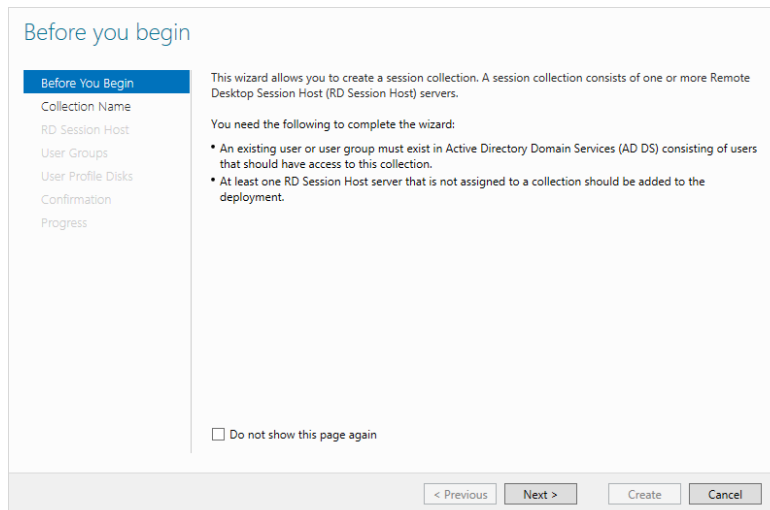 Before you begin
Before You Begin
Collection Name
RD Session Host
User Groups
User Profile Disks
Confirmation
Progress
This wizard allows you to create a session collection. A session collection consists of one or more Remote
Desktop Session Host (RD Session Host) servers.
You need the following to complete the wizard:
• An existing user or user group must exist in Active Directory Domain Services (AD DS) consisting of users
that should have access to this collection.
• At least one RD Session Host server that is not assigned to a collection should be added to the
deployment.
Do not show this page again
< Previous
Next >
Create
Cancel